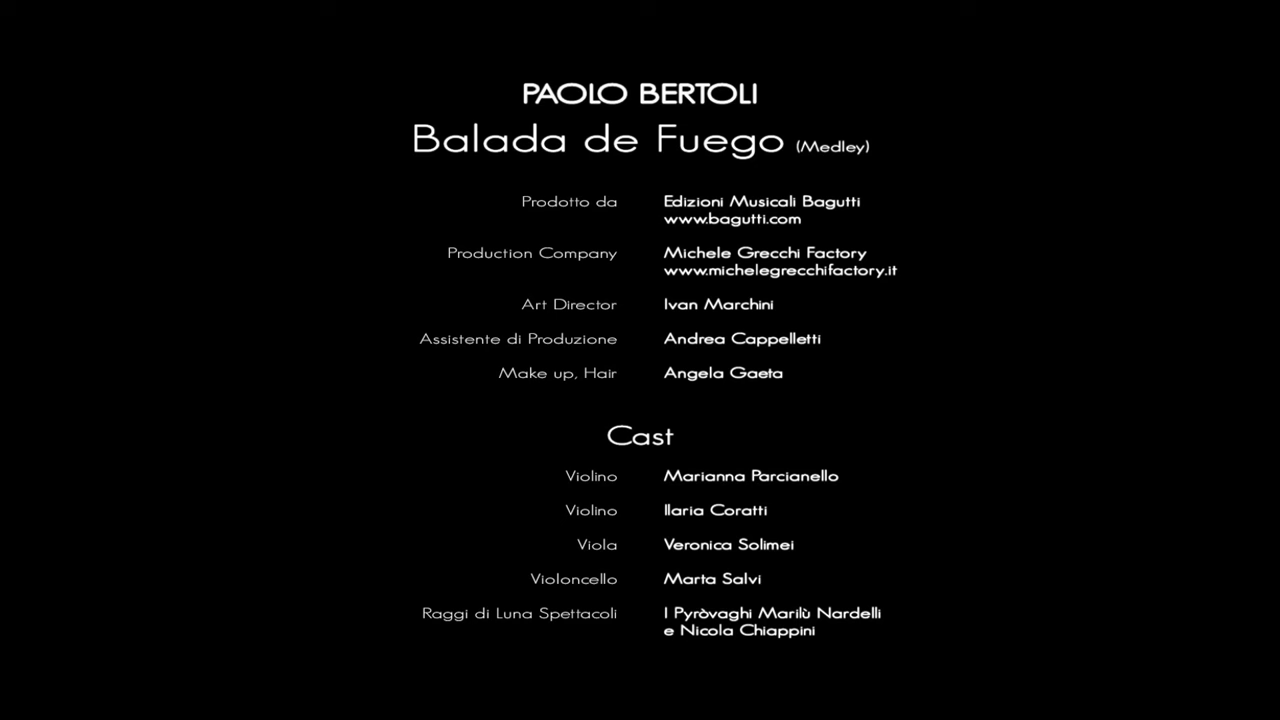 PAOLO BERTOLI
Balada de Fuego (Medley)
Prodotto da Edizioni Musicali Bagutti
www.bagutti.com
Production Company Michele Grecchi Factory
www.michelegrecchifactory.it
Art Director Ivan Marchini
Assistente di Produzione Andrea Cappelletti
Make up, Hair Angela Gaeta
Cast
Violino Marianna Parcianello
Violino Ilaria Coratti
Viola Veronica Solimei
Violoncello Marta Salvi
Raggi di Luna Spettacoli I Pyròvaghi Marilù Nardelli
e Nicola Chiappini